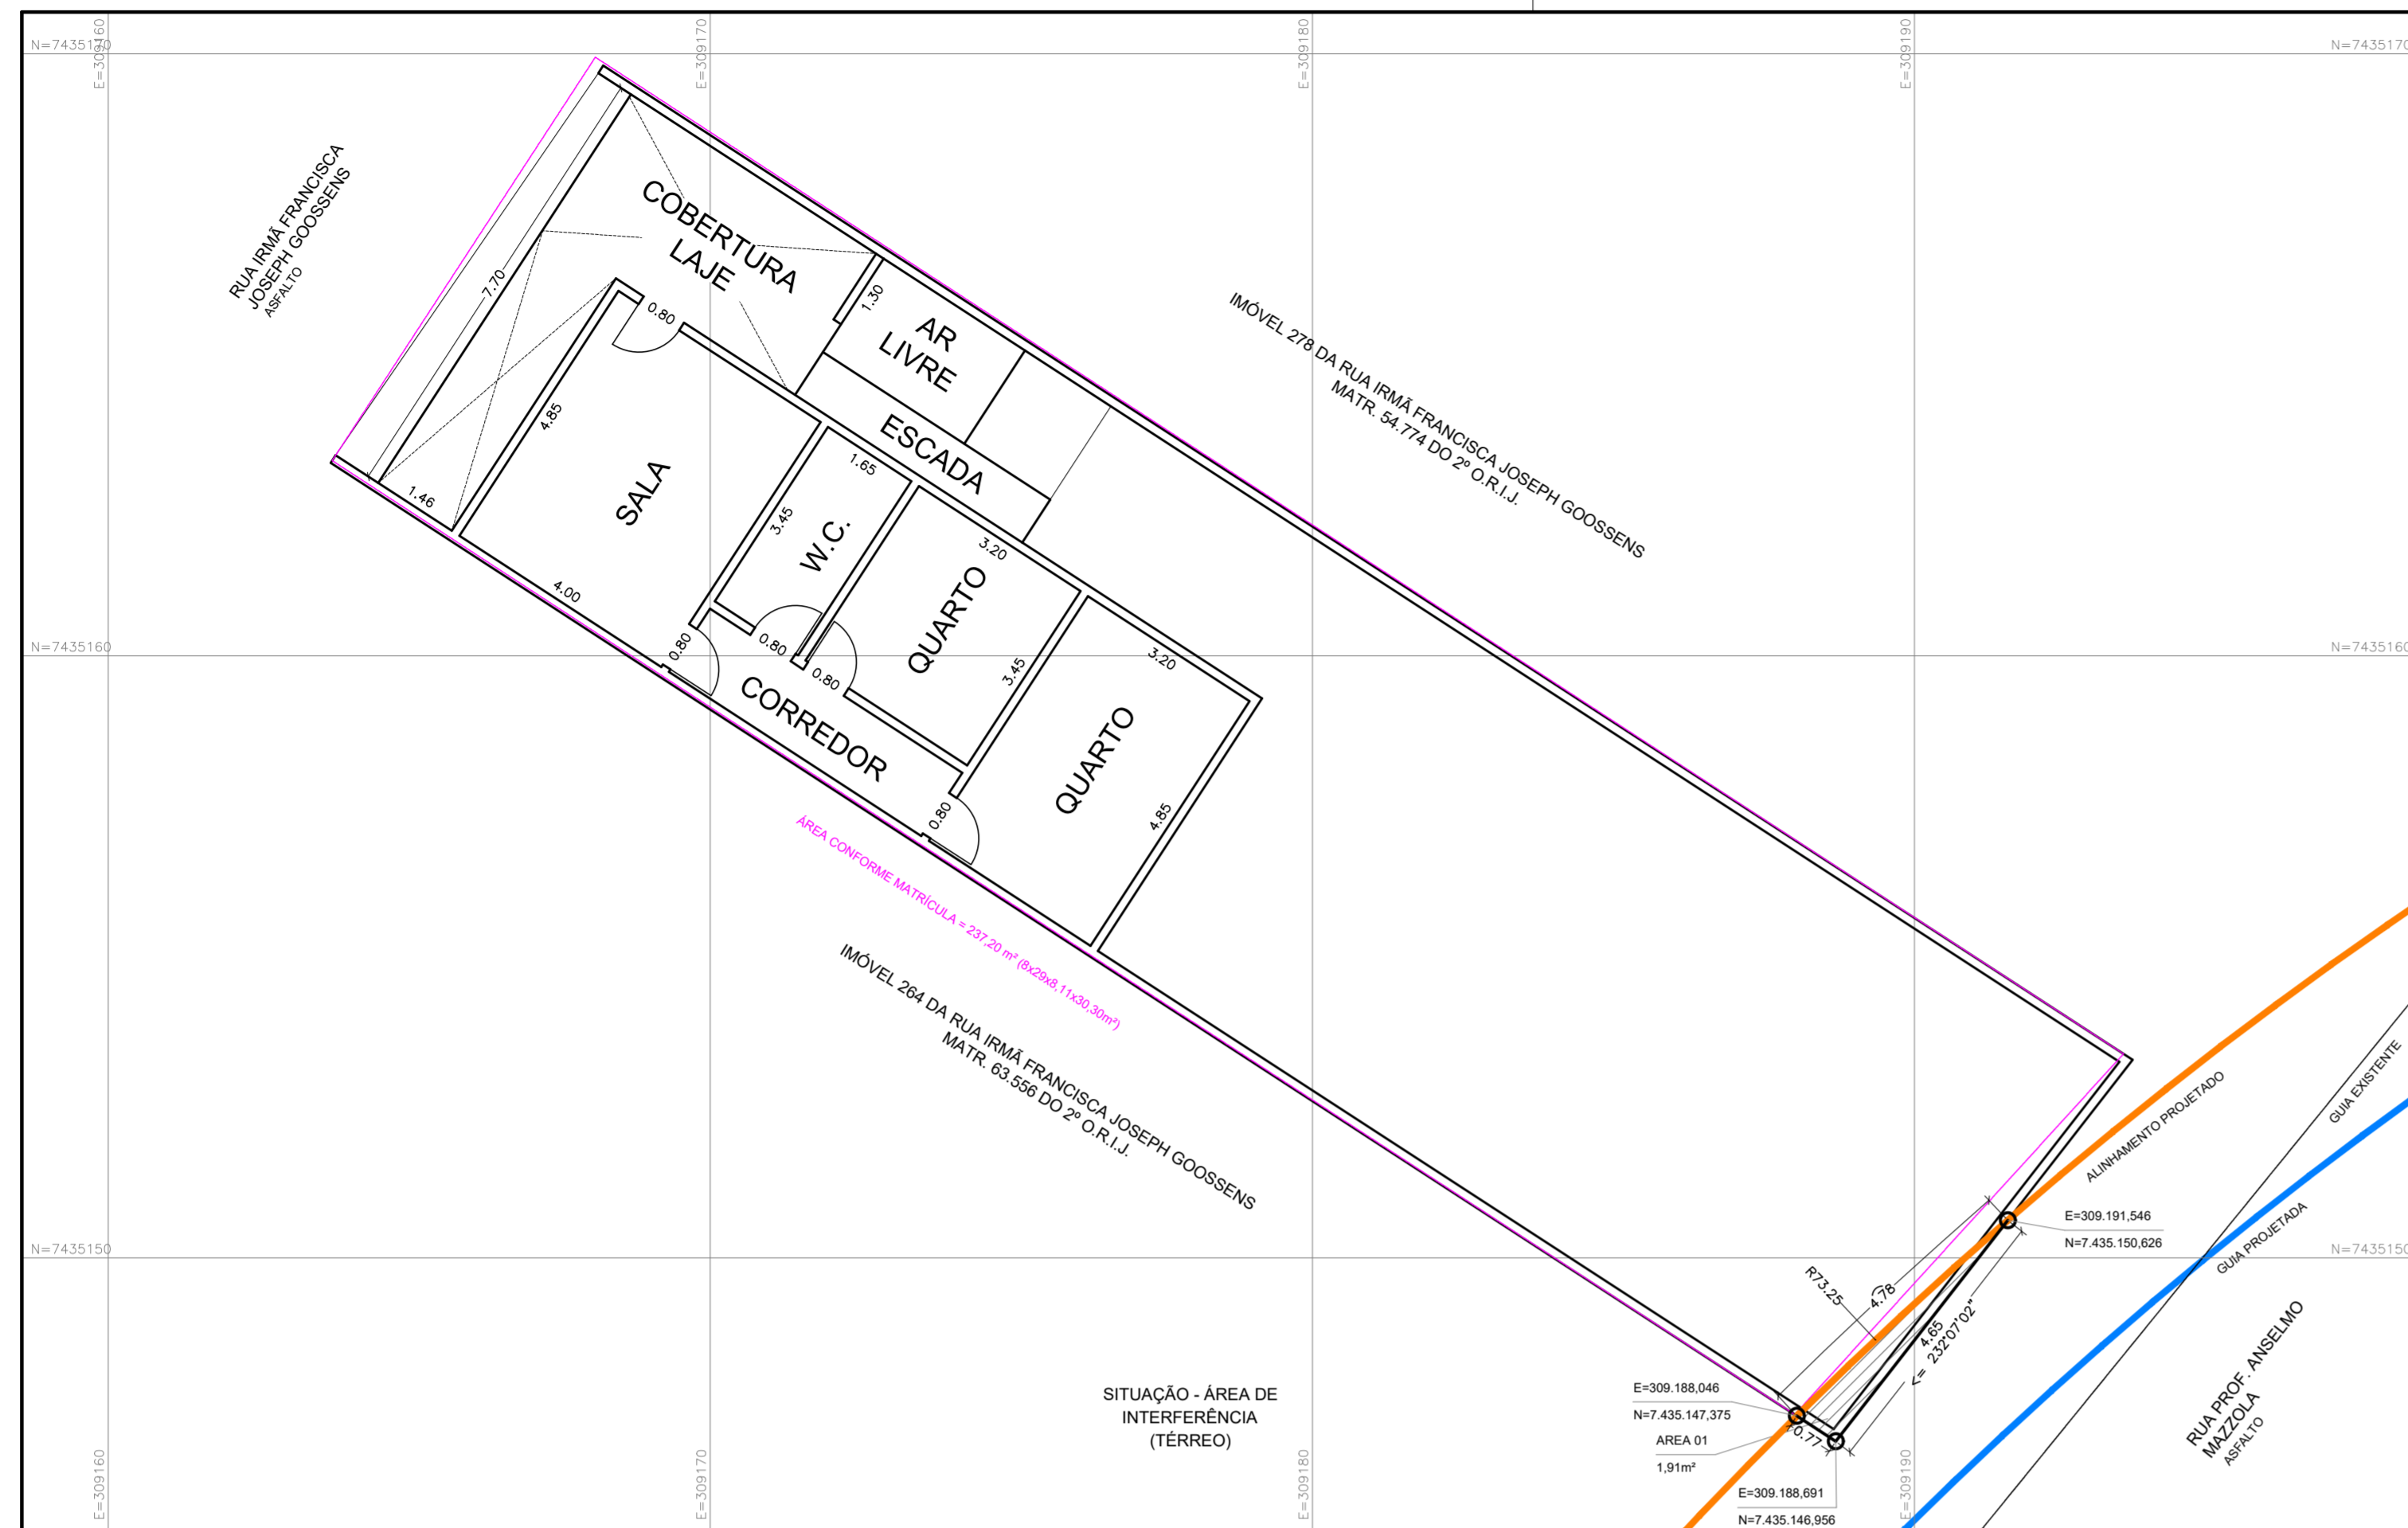 E=309160
E=309170
E=309180
E=309190
N=7435170
N=7435170
RUA IRMÃ FRANCISCA
JOSEPH GOOSSENS
ASFALTO
7.70
COBERTURA
LAJE
1.30
0.80
AR
LIVRE
4.85
ESCADA
1.65
SALA
1.46
3.45
W.C.
3.20
4.00
QUARTO
3.45
3.20
0.80
0.80
0.80
CORREDOR
QUARTO
0.80
4.85
IMÓVEL 278 DA RUA IRMÃ FRANCISCA JOSEPH GOOSSENS
MATR. 54.774 DO 2º O.R.I.J.
N=7435160
N=7435160
ÁREA CONFORME MATRÍCULA = 237,20 m² (8x29x8,11x30,30m²)
IMÓVEL 264 DA RUA IRMÃ FRANCISCA JOSEPH GOOSSENS
MATR. 63.556 DO 2º O.R.I.J.
GUIA EXISTENTE
ALINHAMENTO PROJETADO
GUIA PROJETADA
E=309.191,546
N=7.435.150,626
N=7435150
N=7435150
R73.25
4.78
4.65
<= 232°07'02"
RUA PROF. ANSELMO
MAZZOLA
ASFALTO
SITUAÇÃO - ÁREA DE
INTERFERÊNCIA
(TÉRREO)
E=309.188,046
N=7.435.147,375
0.77
AREA 01
1,91m²
E=309.188,691
N=7.435.146,956
E=309160
E=309170
E=309180
E=309190